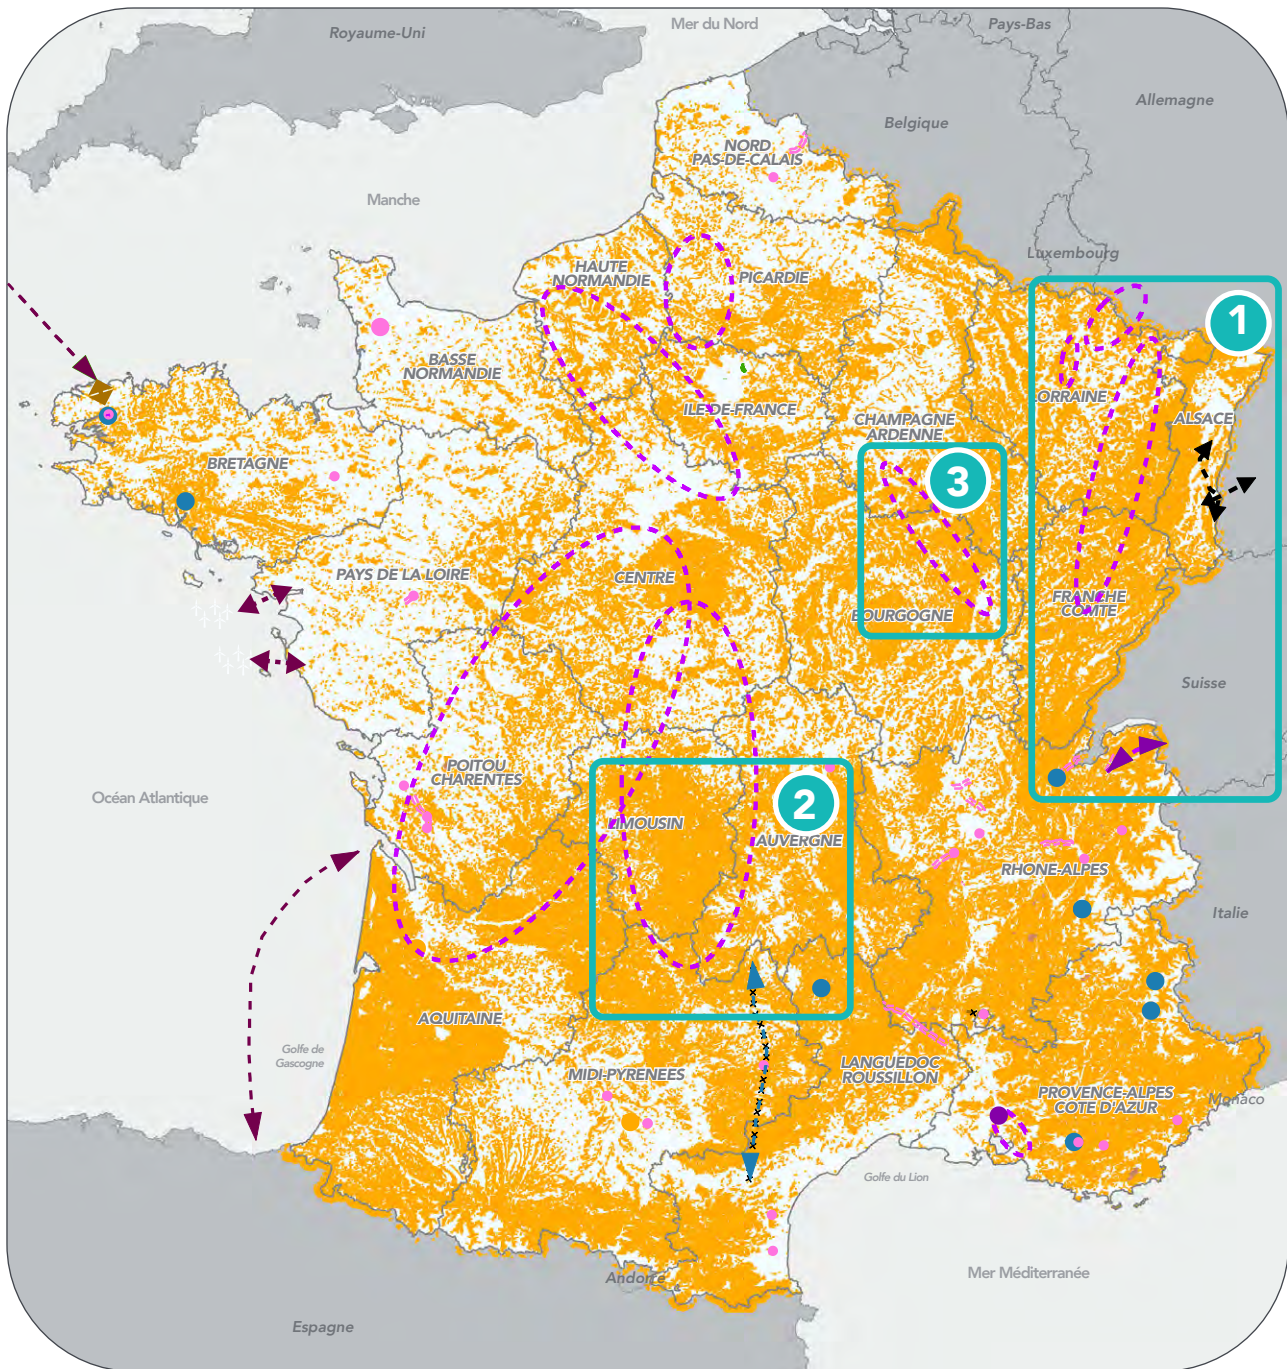 Royaume-Uni
Mer du Nord
Pays-Bas
Allemagne
Belgique
NORD
PAS-DE-CALAIS
Manche
Luxembourg
HAUTE
NORMANDIE
PICARDIE
1
BASSE
NORMANDIE
ILE-DE-FRANCE
LORRAINE
CHAMPAGNE
ARDENNE
ALSACE
BRETAGNE
3
PAYS DE LA LOIRE
CENTRE
BOURGOGNE
FRANCHE
COMTE
Suisse
POITOU
CHARENTES
Océan Atlantique
2
LIMOUSIN
AUVERGNE
RHONE-ALPES
Italie
AQUITAINE
Golfe de
Gascogne
MIDI-PYRENEES
LANGUEDOC
ROUSSILLON
PROVENCE-ALPES
COTE D'AZUR
Monaco
Golfe du Lion
Mer Méditerranée
Andorre
Espagne